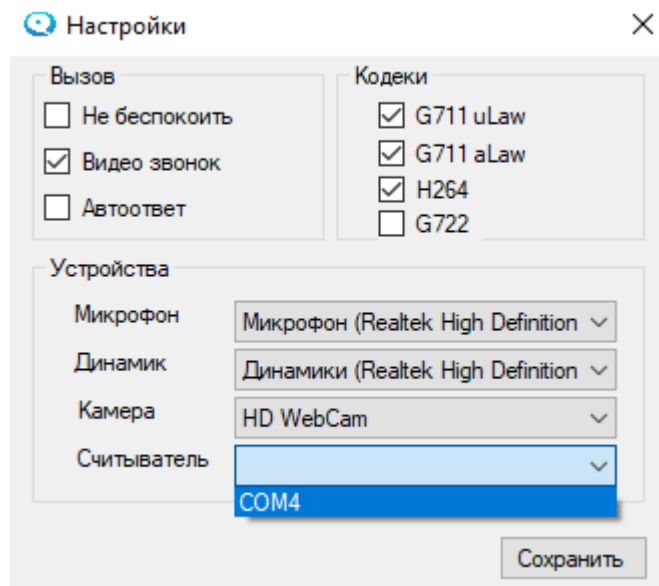 Настройки
Вызов
Не беспокоить
Видео звонок
Автоответ
Кодеки
G711 uLaw
G711 aLaw
H264
G722
Устройства
Микрофон Микрофон (Realtek High Definition
Динамик Динамики (Realtek High Definition
Камера HD WebCam
Считыватель
COM4
Сохранить